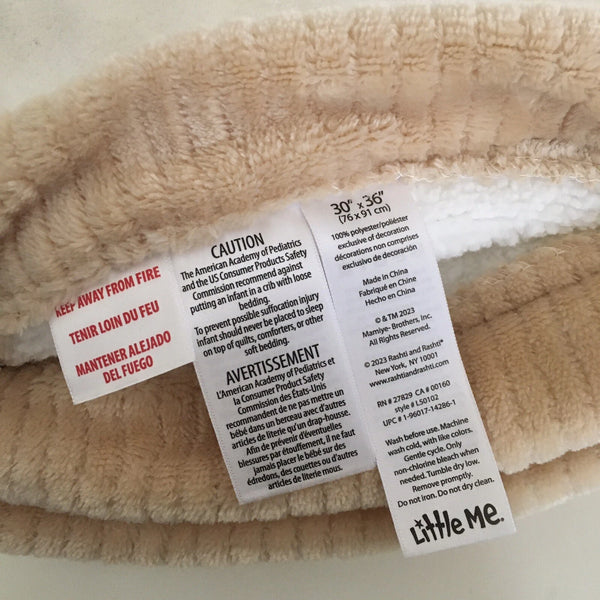 KEEP AWAY FROM FIRE
TENIR LOIN DU FEU
MANTENER ALEJADO
DEL FUEGO
CAUTION
The American Academy of Pediatrics
and the US Consumer Products Safety
Commission recommend against
putting an infant in a crib with loose
bedding.
To prevent possible suffocation injury
infant should never be placed to sleep
on top of quilts, comforters, or other
soft bedding.
AVERTISSEMENT
L'American Academy of Pediatrics et
la Consumer Product Safety
Commission des États-Unis
recommandent de ne pas mettre un
bébé dans un berceau avec d'autres
articles de literie qu'un drap-housse.
Afin de prévenir d'éventuelles
blessures par étouffement, il ne faut
jamais placer le bébé sur des
édredons, des couettes ou d'autres
articles de literie mous.
30" x 36"
(76 x 91 cm)
100% polyester/poliéster
exclusive of decoration
décorations non comprises
exclusivo de decoración
Made in China
Fabriqué en Chine
Hecho en China
© & ™ 2023
Mamiye- Brothers, Inc.
All Rights Reserved.
© 2023 Rashti and Rashti®
New York, NY 10001
www.rashtiandrashti.com
RN # 27829 CA # 00160
style # LS0102
UPC # 1-96017-14286-1
Wash before use. Machine
wash cold, with like colors.
Gentle cycle. Only
non-chlorine bleach when
needed. Tumble dry low.
Remove promptly.
Do not iron. Do not dry clean.
Little Me.